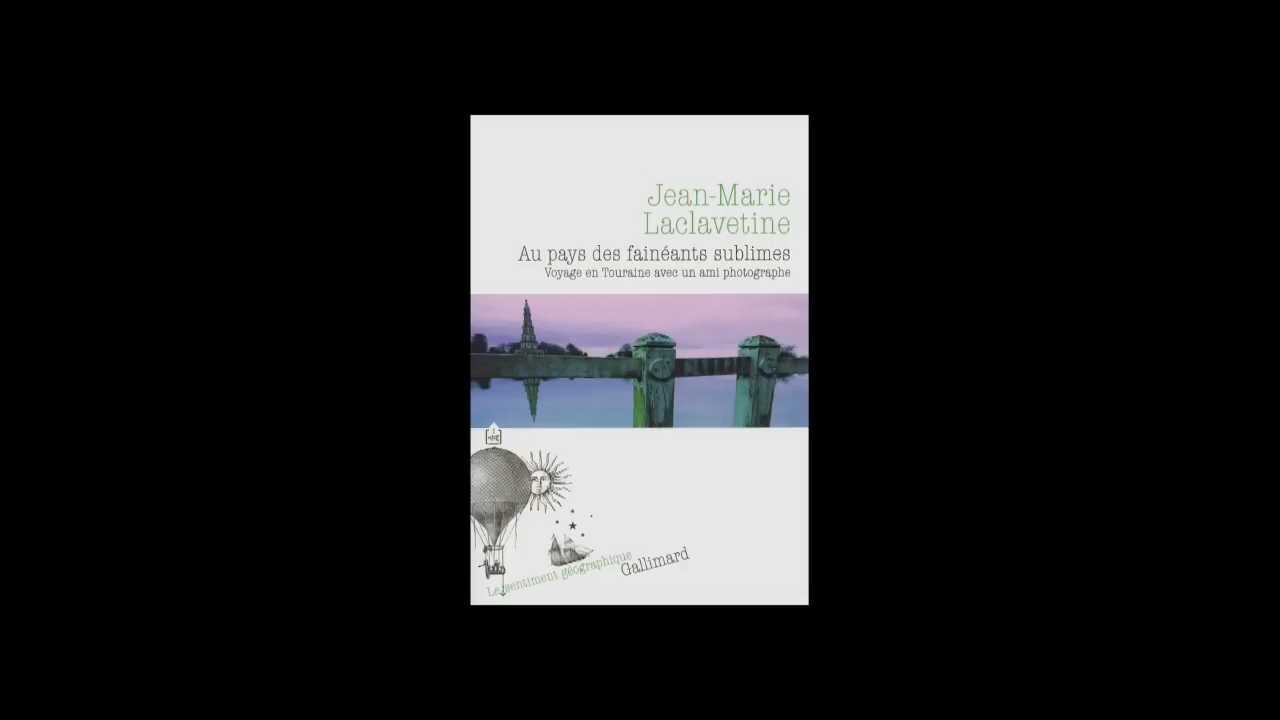 Jean-Marie
Laclavetine
Au pays des fainéants sublimes
Voyage en Touraine avec un ami photographe
Le sentiment géographique
Gallimard